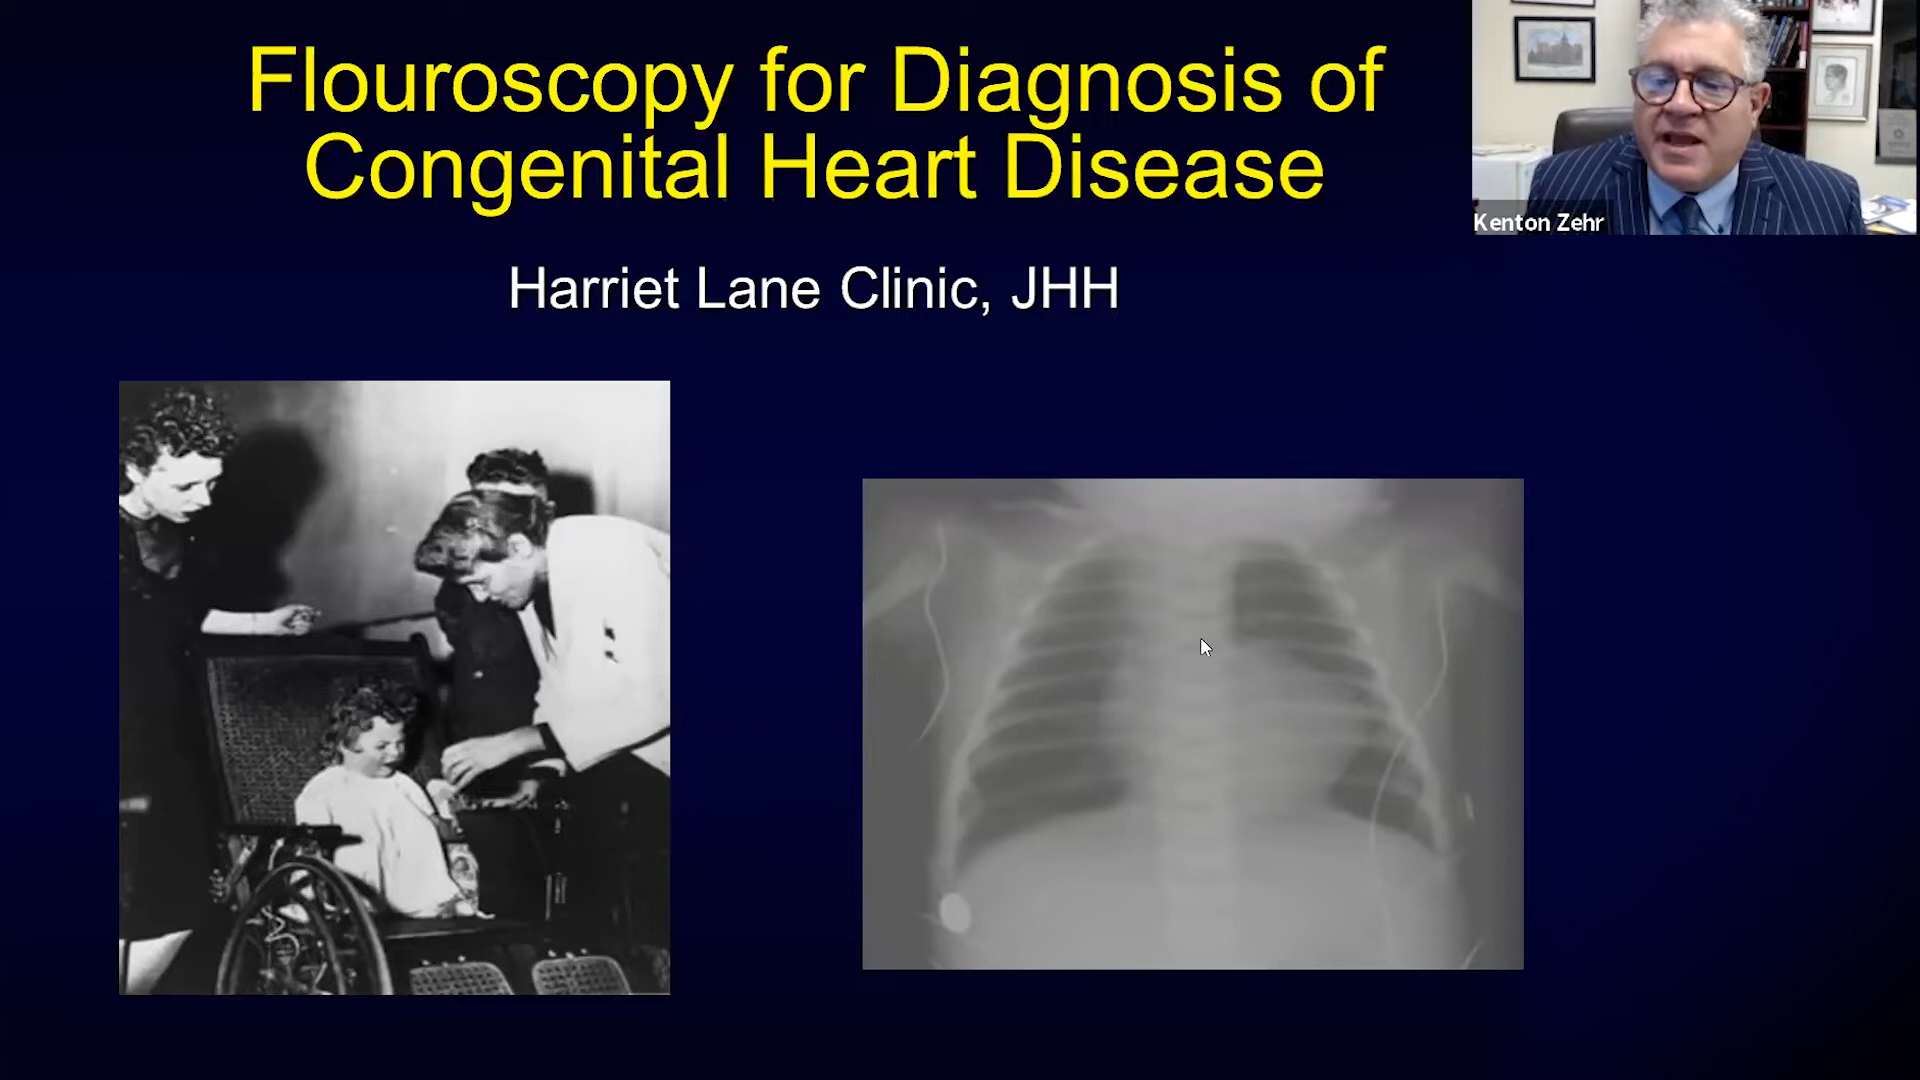 Flouroscopy for Diagnosis of
Congenital Heart Disease
Harriet Lane Clinic, JHH
Kenton Zehr